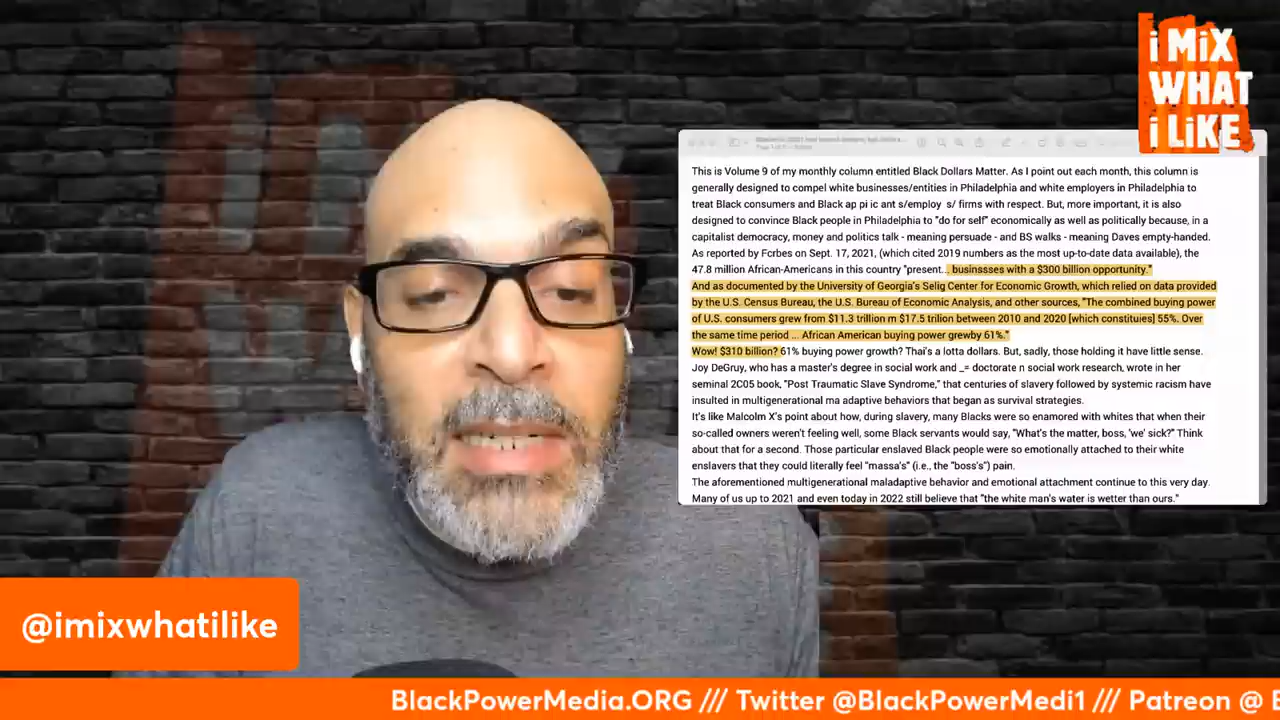 i MiX
WHAT
i LiKE
This is Volume 9 of my monthly column entitled Black Dollars Matter. As I point out each month, this column is
generally designed to compel white businesses/entities in Philadelphia and white employers in Philadelphia to
treat Black consumers and Black ap pi ic ant s/employ s/ firms with respect. But, more important, it is also
designed to convince Black people in Philadelphia to "do for self" economically as well as politically because, in a
capitalist democracy, money and politics talk - meaning persuade - and BS walks - meaning Daves empty-handed.
As reported by Forbes on Sept. 17, 2021, (which cited 2019 numbers as the most up-to-date data available), the
47.8 million African-Americans in this country "present... businssses with a $300 billion opportunity."
And as documented by the University of Georgia's Selig Center for Economic Growth, which relied on data provided
by the U.S. Census Bureau, the U.S. Bureau of Economic Analysis, and other sources, "The combined buying power
of U.S. consumers grew from $11.3 trillion m $17.5 trilion between 2010 and 2020 [which constituies] 55%. Over
the same time period ... African American buying power grewby 61%."
Wow! $310 billion? 61% buying power growth? Thai's a lotta dollars. But, sadly, those holding it have little sense.
Joy DeGruy, who has a master's degree in social work and _= doctorate n social work research, wrote in her
seminal 2C05 book, "Post Traumatic Slave Syndrome," that centuries of slavery followed by systemic racism have
insulted in multigenerational ma adaptive behaviors that began as survival strategies.
It's like Malcolm X's point about how, during slavery, many Blacks were so enamored with whites that when their
so-called owners weren't feeling well, some Black servants would say, "What's the matter, boss, 'we' sick?" Think
about that for a second. Those particular enslaved Black people were so emotionally attached to their white
enslavers that they could literally feel "massa's" (i.e., the "boss's") pain.
The aforementioned multigenerational maladaptive behavior and emotional attachment continue to this very day.
Many of us up to 2021 and even today in 2022 still believe that "the white man's water is wetter than ours."
@imixwhatilike
BlackPowerMedia.ORG /// Twitter @BlackPowerMedi1 /// Patreon @